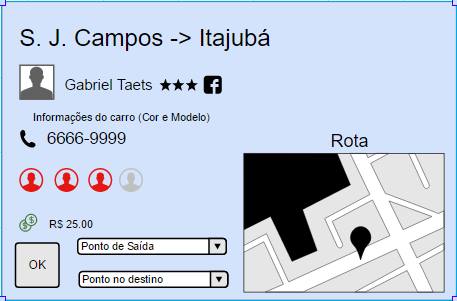 S. J. Campos -> Itajubá
Gabriel Taets
Informações do carro (Cor e Modelo)
6666-9999
Rota
R$ 25.00
OK
Ponto de Saída
Ponto no destino